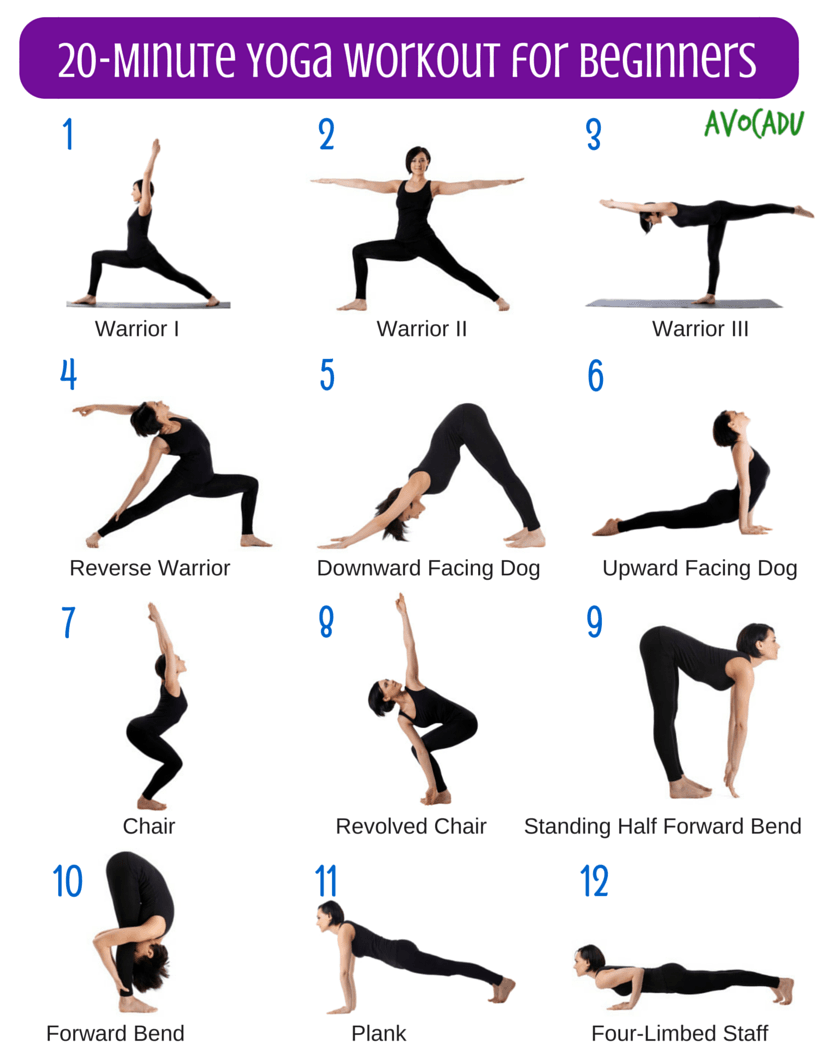 20-Minute Yoga Workout for Beginners
AVOCADU
1
2
3
Warrior I
Warrior II
Warrior III
4
5
6
Reverse Warrior
Downward Facing Dog
Upward Facing Dog
7
8
9
Chair
Revolved Chair
Standing Half Forward Bend
10
11
12
Forward Bend
Plank
Four-Limbed Staff